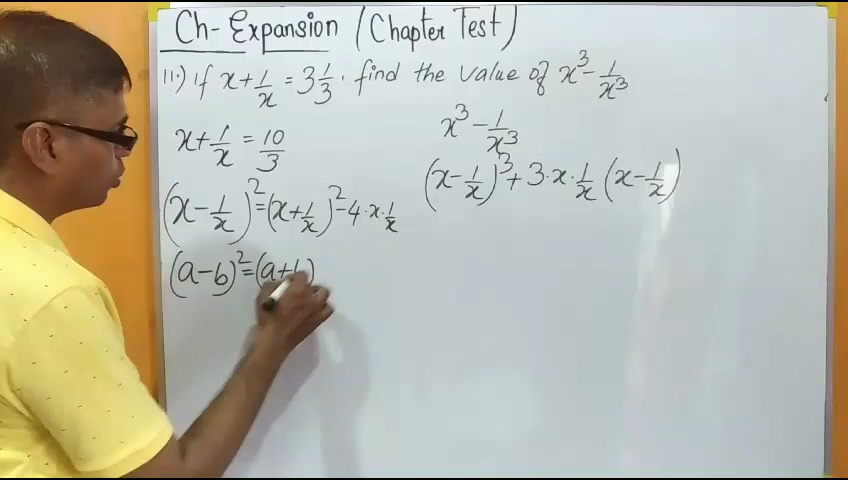 Ch- Expansion (Chapter Test)
11.) If x + 1/x = 3 1/3, find the value of x³ - 1/x³
x + 1/x = 10/3
(x - 1/x)² = (x + 1/x)² - 4·x·1/x
(a-b)² = (a+b)
x³ - 1/x³
(x - 1/x)³ + 3·x·1/x (x - 1/x)